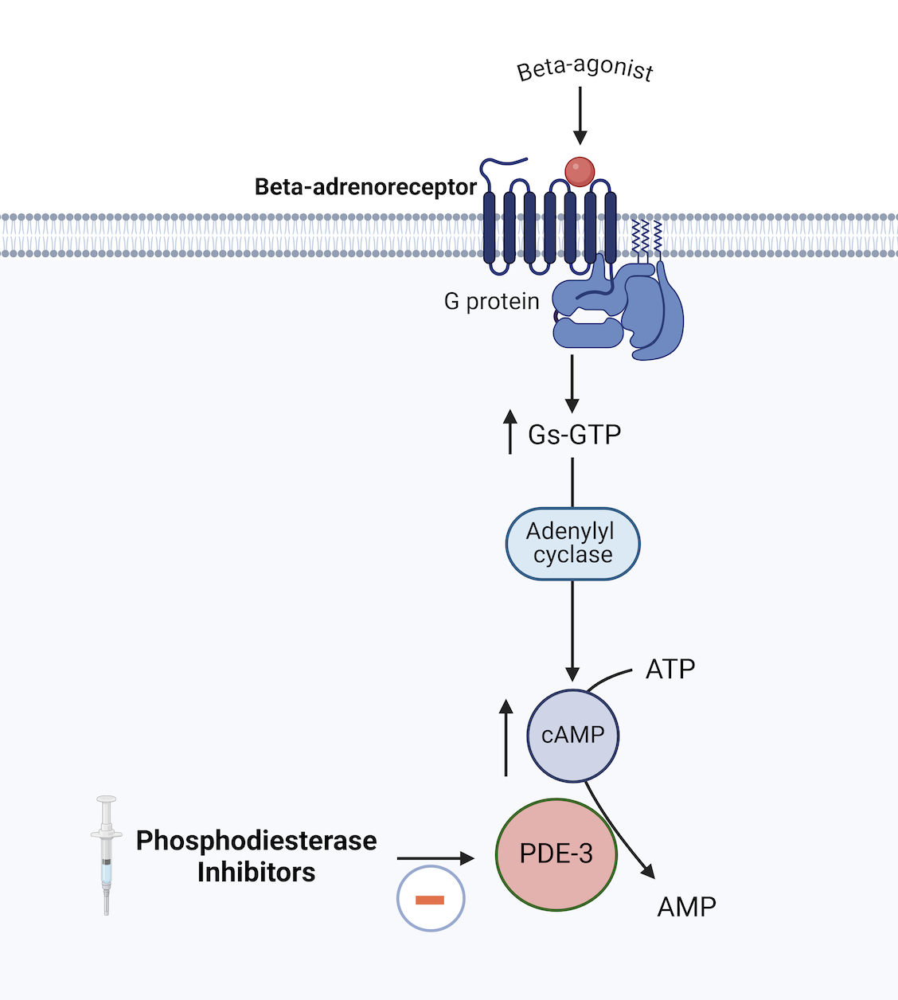 Beta-agonist
Beta-adrenoreceptor
G protein
Gs-GTP
Adenylyl
cyclase
ATP
cAMP
Phosphodiesterase
Inhibitors
PDE-3
AMP